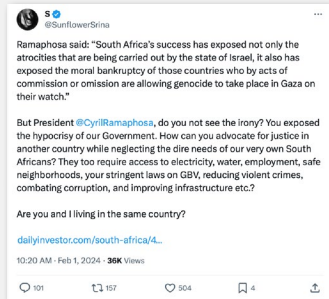 S
@SunflowerSrina
Ramaphosa said: “South Africa's success has exposed not only the
atrocities that are being carried out by the state of Israel, it also has
exposed the moral bankruptcy of those countries who by acts of
commission or omission are allowing genocide to take place in Gaza on
their watch.”
But President @CyrilRamaphosa, do you not see the irony? You exposed
the hypocrisy of our Government. How can you advocate for justice in
another country while neglecting the dire needs of our very own South
Africans? They too require access to electricity, water, employment, safe
neighborhoods, your stringent laws on GBV, reducing violent crimes,
combating corruption, and improving infrastructure etc.?
Are you and I living in the same country?
dailyinvestor.com/south-africa/4...
10:20 AM · Feb 1, 2024 · 36K Views
101 157 504 4